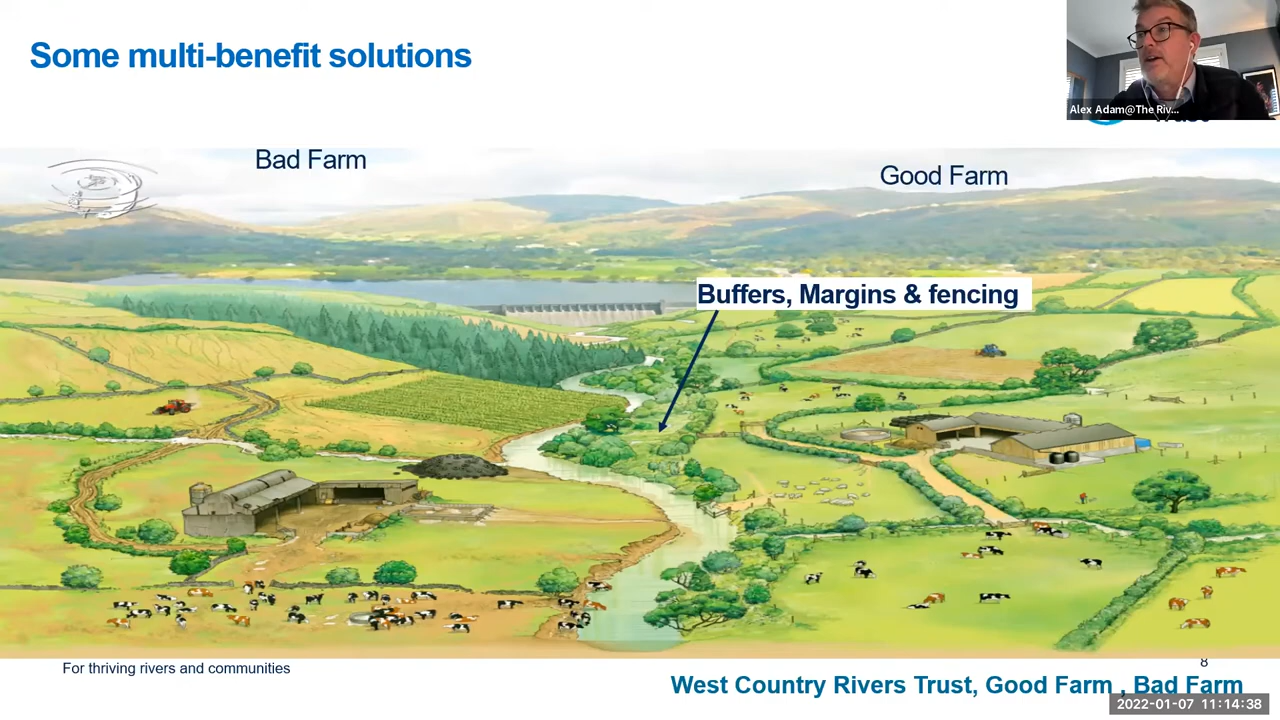 Some multi-benefit solutions
Alex Adam@The Riv...
Bad Farm
Good Farm
Buffers, Margins & fencing
For thriving rivers and communities
8
West Country Rivers Trust, Good Farm , Bad Farm
2022-01-07 11:14:38